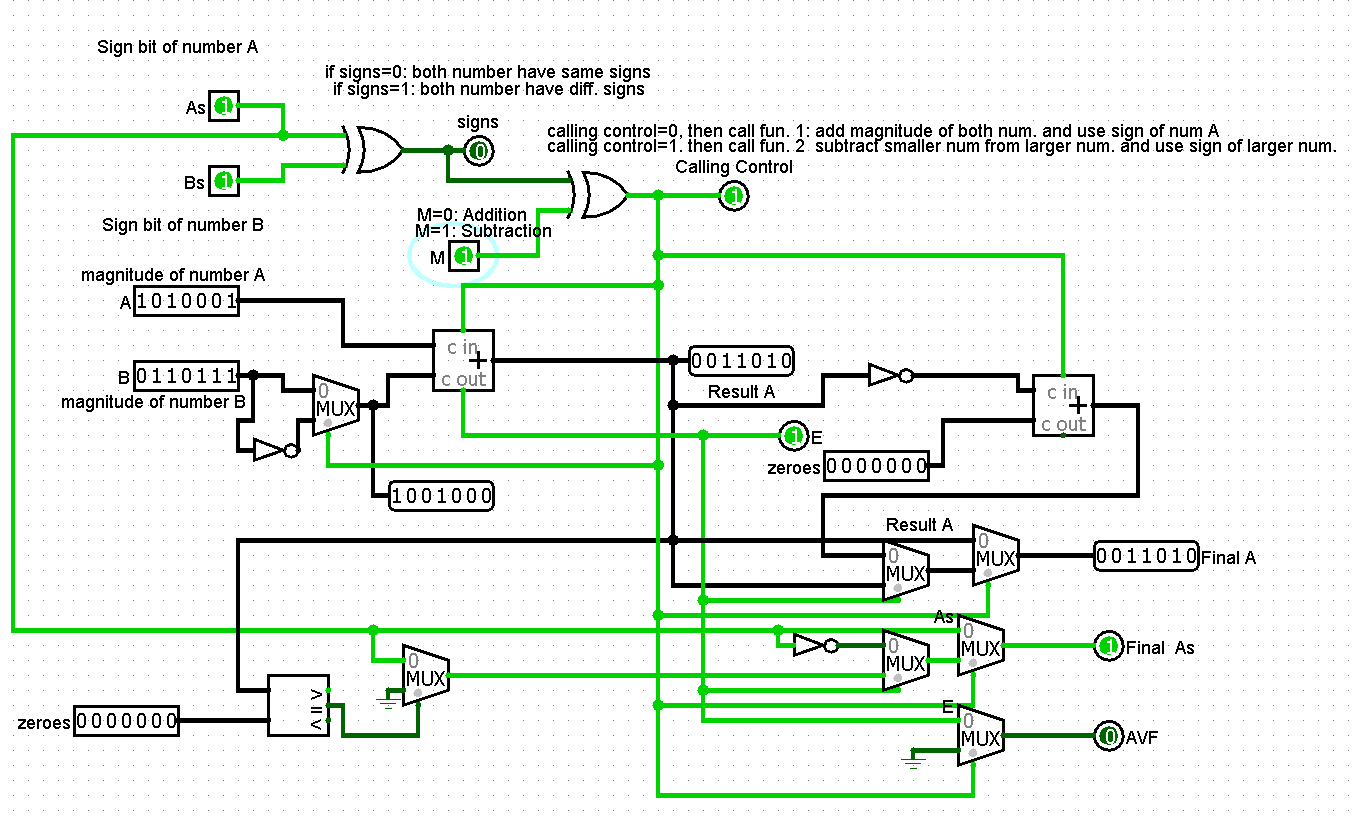 Sign bit of number A
if signs=0: both number have same signs
if signs=1: both number have diff. signs
As 1
signs
0
calling control=0, then call fun. 1: add magnitude of both num. and use sign of num A
calling control=1. then call fun. 2 subtract smaller num from larger num. and use sign of larger num.
Calling Control
1
Bs 1
Sign bit of number B
M=0: Addition
M=1: Subtraction
M 1
magnitude of number A
A 1010001
c in
+
c out
0011010
Result A
B 0110111
magnitude of number B
0
MUX
c in
+
c out
1 E
zeroes 0000000
1001000
Result A
0
MUX
0
MUX
0011010 Final A
As
0
MUX
0
MUX
0
MUX
1 Final As
zeroes 0000000
>
=
<
E
0
MUX
0 AVF